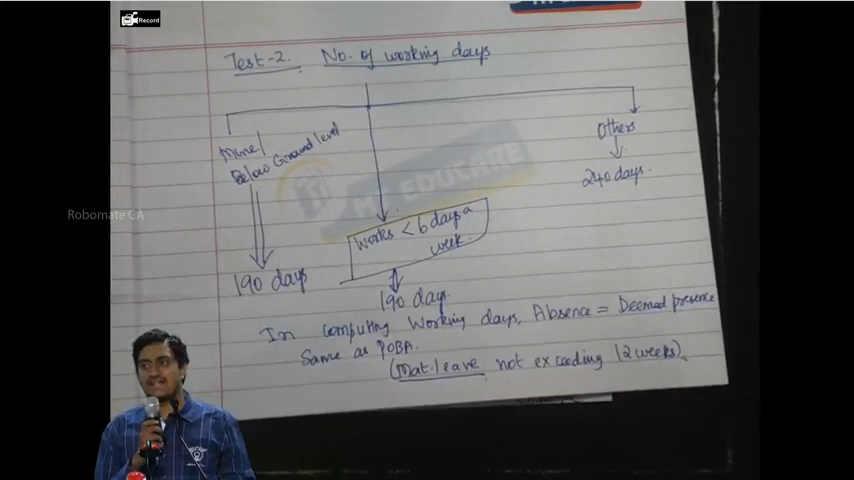 Record
Test-2. No. of working days
Mine/
Below Ground level
Others
240 days.
Works < 6 days a
week.
190 days
190 days.
In computing Working days, Absence = Deemed presence
Same as POBA.
(Mat. leave not exceeding 12 weeks)
EDUCARE
Robomate CA